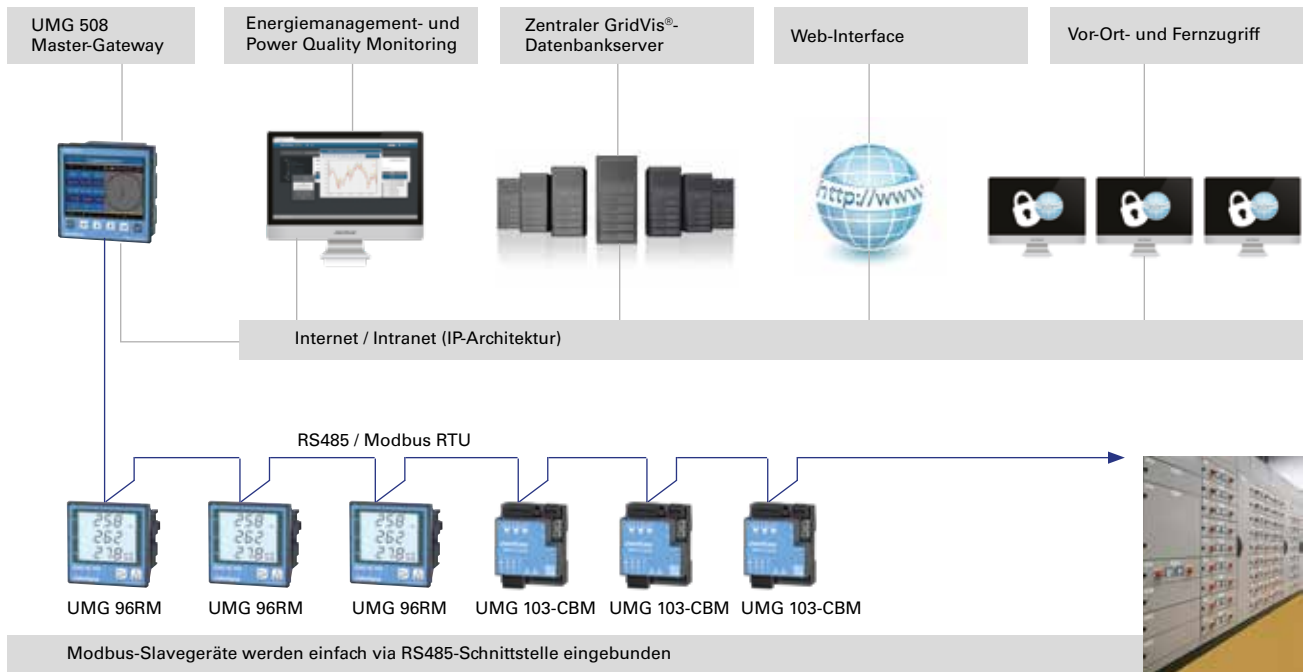 UMG 508
Master-Gateway
Energiemanagement- und
Power Quality Monitoring
Zentraler GridVis®-
Datenbankserver
Web-Interface
Vor-Ort- und Fernzugriff
http://www
Internet / Intranet (IP-Architektur)
RS485 / Modbus RTU
258
262
278
258
262
278
258
262
278
UMG 96RM
UMG 96RM
UMG 96RM
UMG 103-CBM
UMG 103-CBM
UMG 103-CBM
Modbus-Slavegeräte werden einfach via RS485-Schnittstelle eingebunden